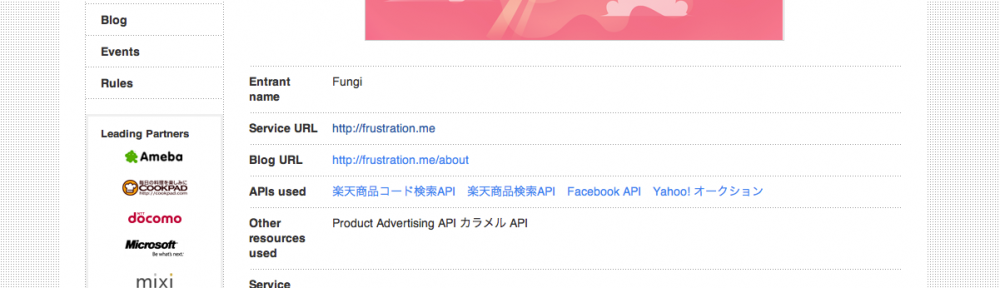 Blog
Events
Rules
Leading Partners
Ameba
毎日の料理を楽しみに
COOKPAD
http://cookpad.com
docomo
Microsoft
Be what's next.
mixi
Entrant
name
Fungi
Service URL
http://frustration.me
Blog URL
http://frustration.me/about
APIs used
楽天商品コード検索API 楽天商品検索API Facebook API Yahoo! オークション
Other
resources
used
Product Advertising API カラメル API
Service